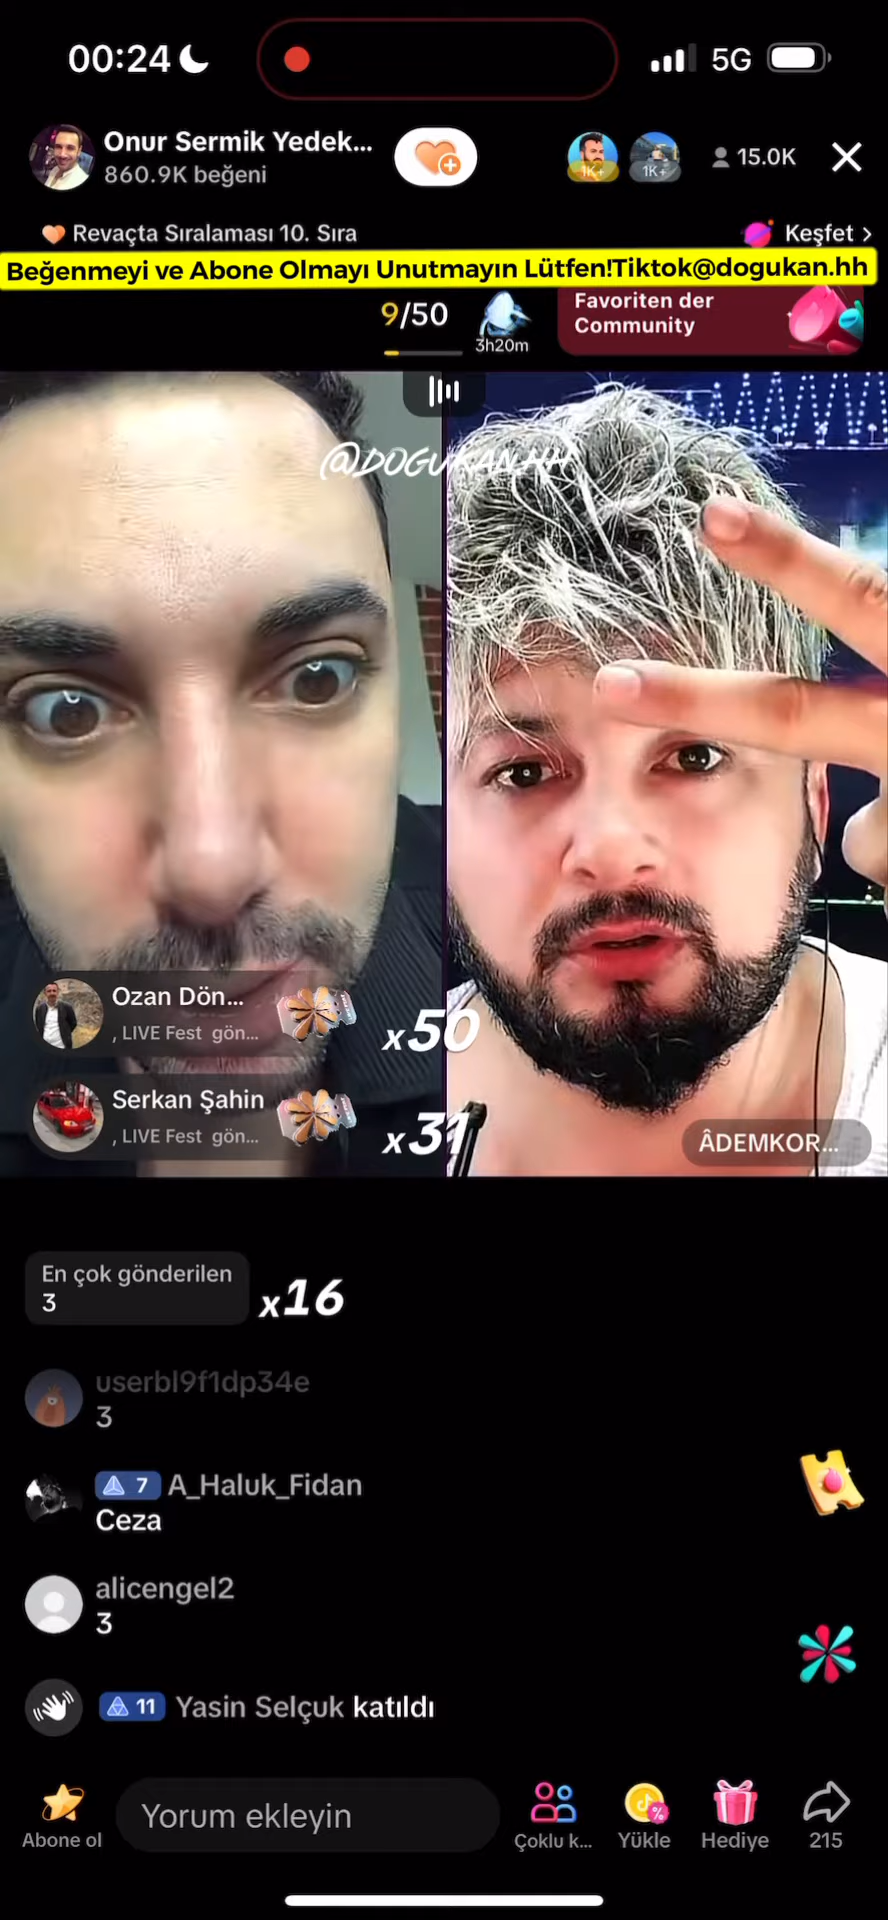 00:24
5G
Onur Sermik Yedek...
860.9K beğeni
1K+
1K+
15.0K
Revaçta Sıralaması 10. Sıra
Keşfet >
Beğenmeyi ve Abone Olmayı Unutmayın Lütfen!Tiktok@dogukan.hh
9/50
3h20m
Favoriten der
Community
@DOGUKAN.HH
Ozan Dön...
, LIVE Fest gön...
x50
Serkan Şahin
, LIVE Fest gön...
x31
ÂDEMKOR...
En çok gönderilen
3
x16
userbl9f1dp34e
3
7 A_Haluk_Fidan
Ceza
alicengel2
3
11 Yasin Selçuk katıldı
Abone ol
Yorum ekleyin
Çoklu k...
Yükle
Hediye
215